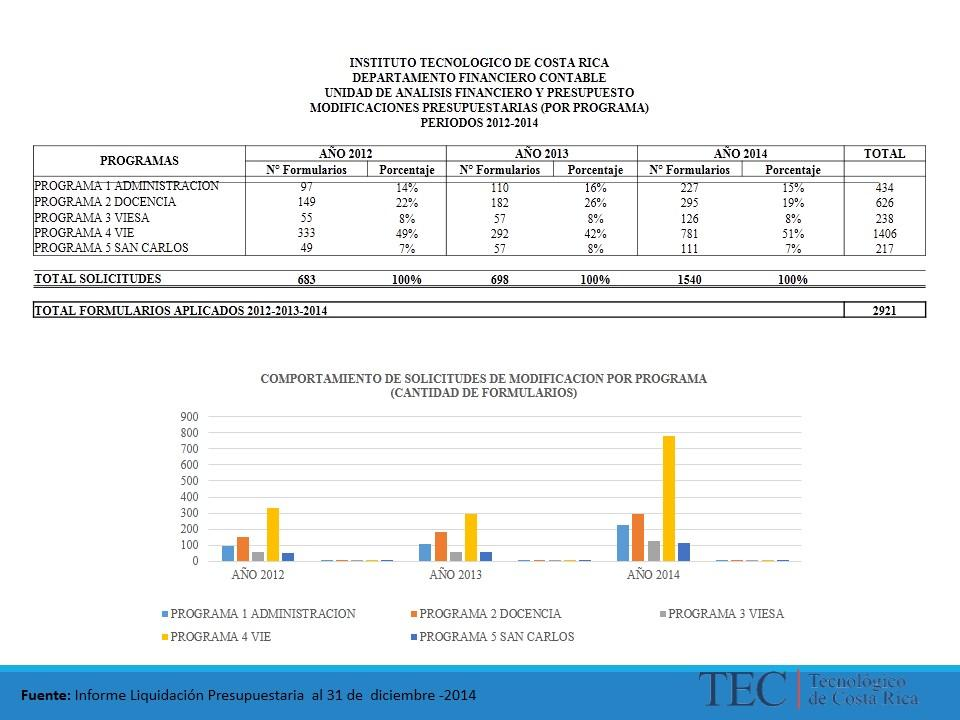 INSTITUTO TECNOLOGICO DE COSTA RICA
DEPARTAMENTO FINANCIERO CONTABLE
UNIDAD DE ANALISIS FINANCIERO Y PRESUPUESTO
MODIFICACIONES PRESUPUESTARIAS (POR PROGRAMA)
PERIODOS 2012-2014
PROGRAMAS AÑO 2012 AÑO 2013 AÑO 2014 TOTAL
N° Formularios Porcentaje N° Formularios Porcentaje N° Formularios Porcentaje
PROGRAMA 1 ADMINISTRACION 97 14% 110 16% 227 15% 434
PROGRAMA 2 DOCENCIA 149 22% 182 26% 295 19% 626
PROGRAMA 3 VIESA 55 8% 57 8% 126 8% 238
PROGRAMA 4 VIE 333 49% 292 42% 781 51% 1406
PROGRAMA 5 SAN CARLOS 49 7% 57 8% 111 7% 217
TOTAL SOLICITUDES 683 100% 698 100% 1540 100%
TOTAL FORMULARIOS APLICADOS 2012-2013-2014 2921
COMPORTAMIENTO DE SOLICITUDES DE MODIFICACION POR PROGRAMA
(CANTIDAD DE FORMULARIOS)
900
800
700
600
500
400
300
200
100
0
AÑO 2012 AÑO 2013 AÑO 2014
PROGRAMA 1 ADMINISTRACION PROGRAMA 2 DOCENCIA PROGRAMA 3 VIESA
PROGRAMA 4 VIE PROGRAMA 5 SAN CARLOS
Fuente: Informe Liquidación Presupuestaria al 31 de diciembre -2014
TEC Tecnológico
de Costa Rica